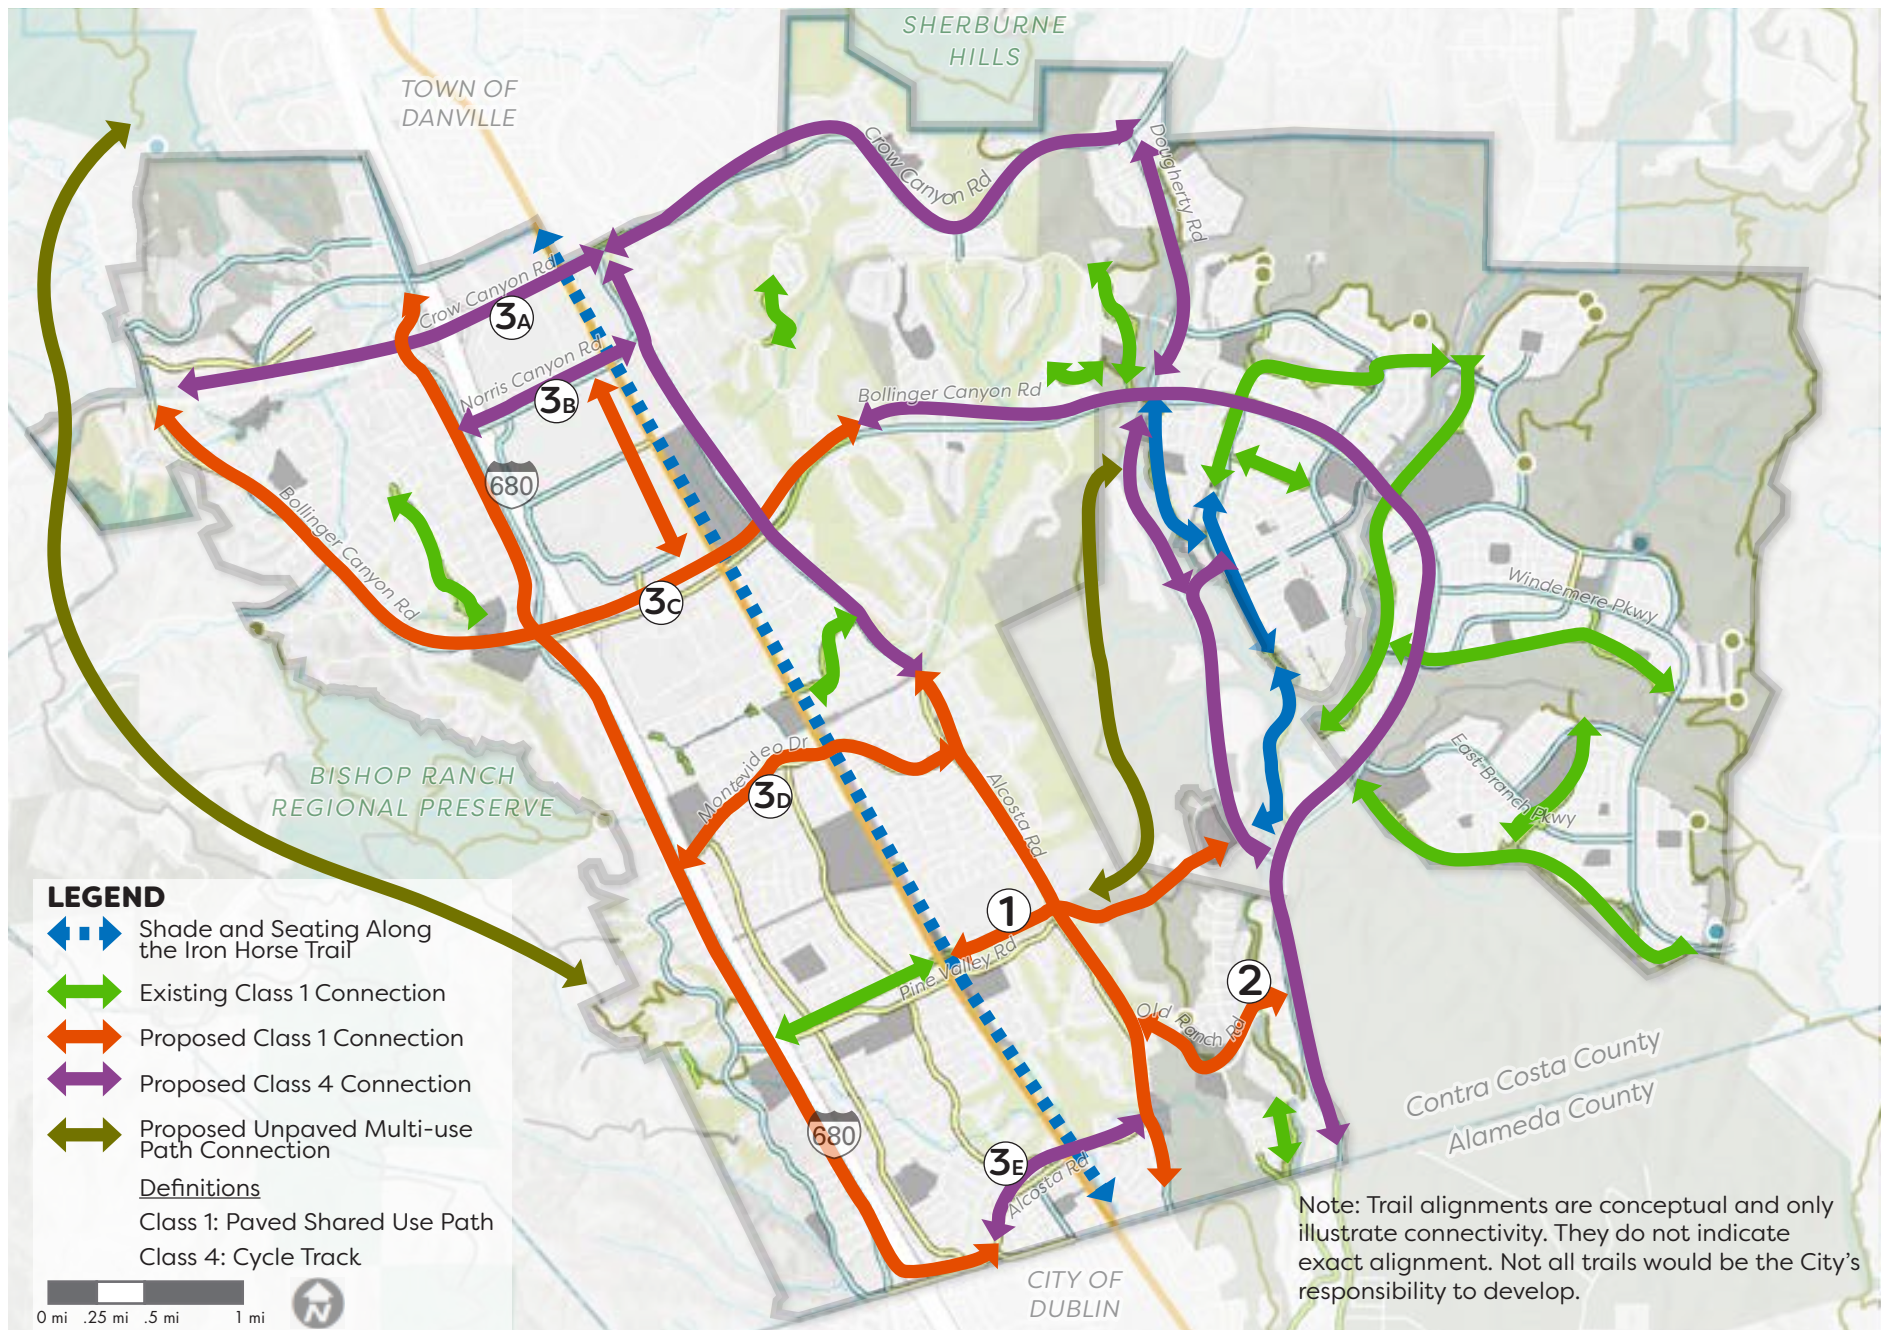 SHERBURNE
HILLS
TOWN OF
DANVILLE
Crow Canyon Rd
Dougherty Rd
Crow Canyon Rd
3A
Norris Canyon Rd
3B
Bollinger Canyon Rd
680
Bollinger Canyon Rd
3C
Windemere Pkwy
Montevideo Dr
3D
BISHOP RANCH
REGIONAL PRESERVE
Alcosta Rd
East Branch Pkwy
1
Pine Valley Rd
2
Old Ranch Rd
Contra Costa County
Alameda County
680
3E
Alcosta Rd
CITY OF
DUBLIN
LEGEND
Shade and Seating Along
the Iron Horse Trail
Existing Class 1 Connection
Proposed Class 1 Connection
Proposed Class 4 Connection
Proposed Unpaved Multi-use
Path Connection
Definitions
Class 1: Paved Shared Use Path
Class 4: Cycle Track
0 mi .25 mi .5 mi 1 mi
N
Note: Trail alignments are conceptual and only
illustrate connectivity. They do not indicate
exact alignment. Not all trails would be the City's
responsibility to develop.